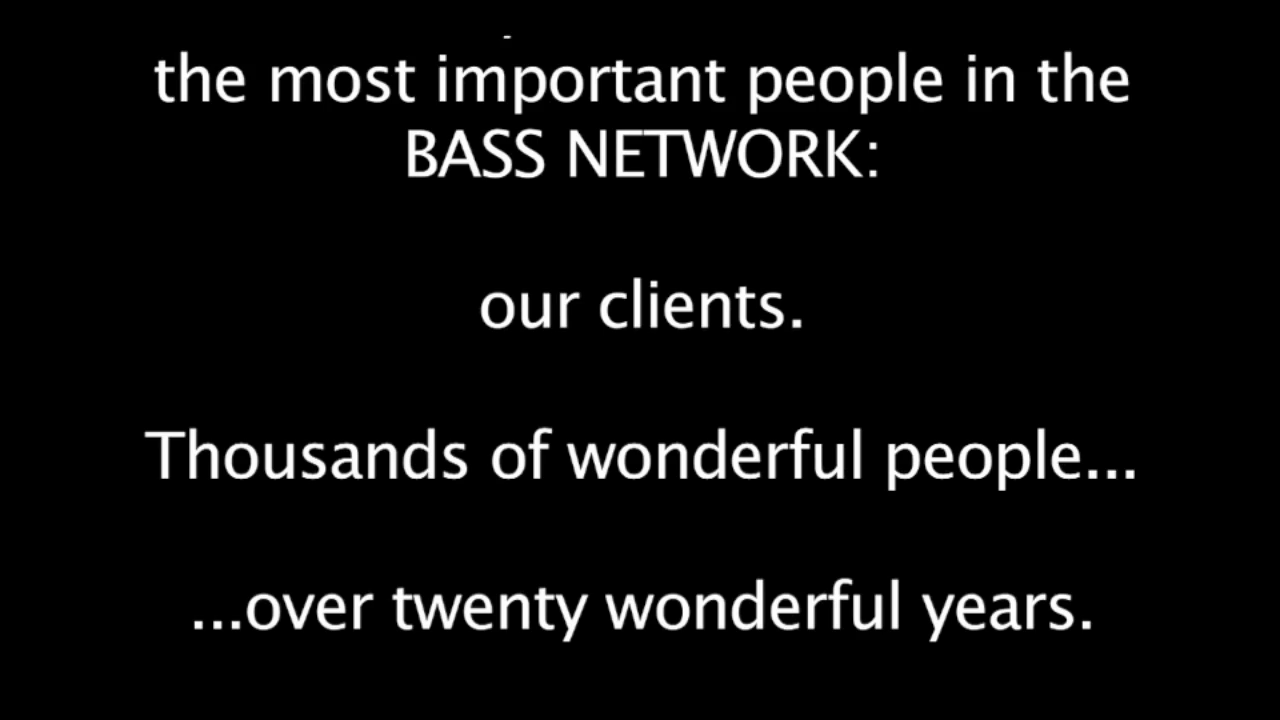 the most important people in the
BASS NETWORK:
our clients.
Thousands of wonderful people...
...over twenty wonderful years.